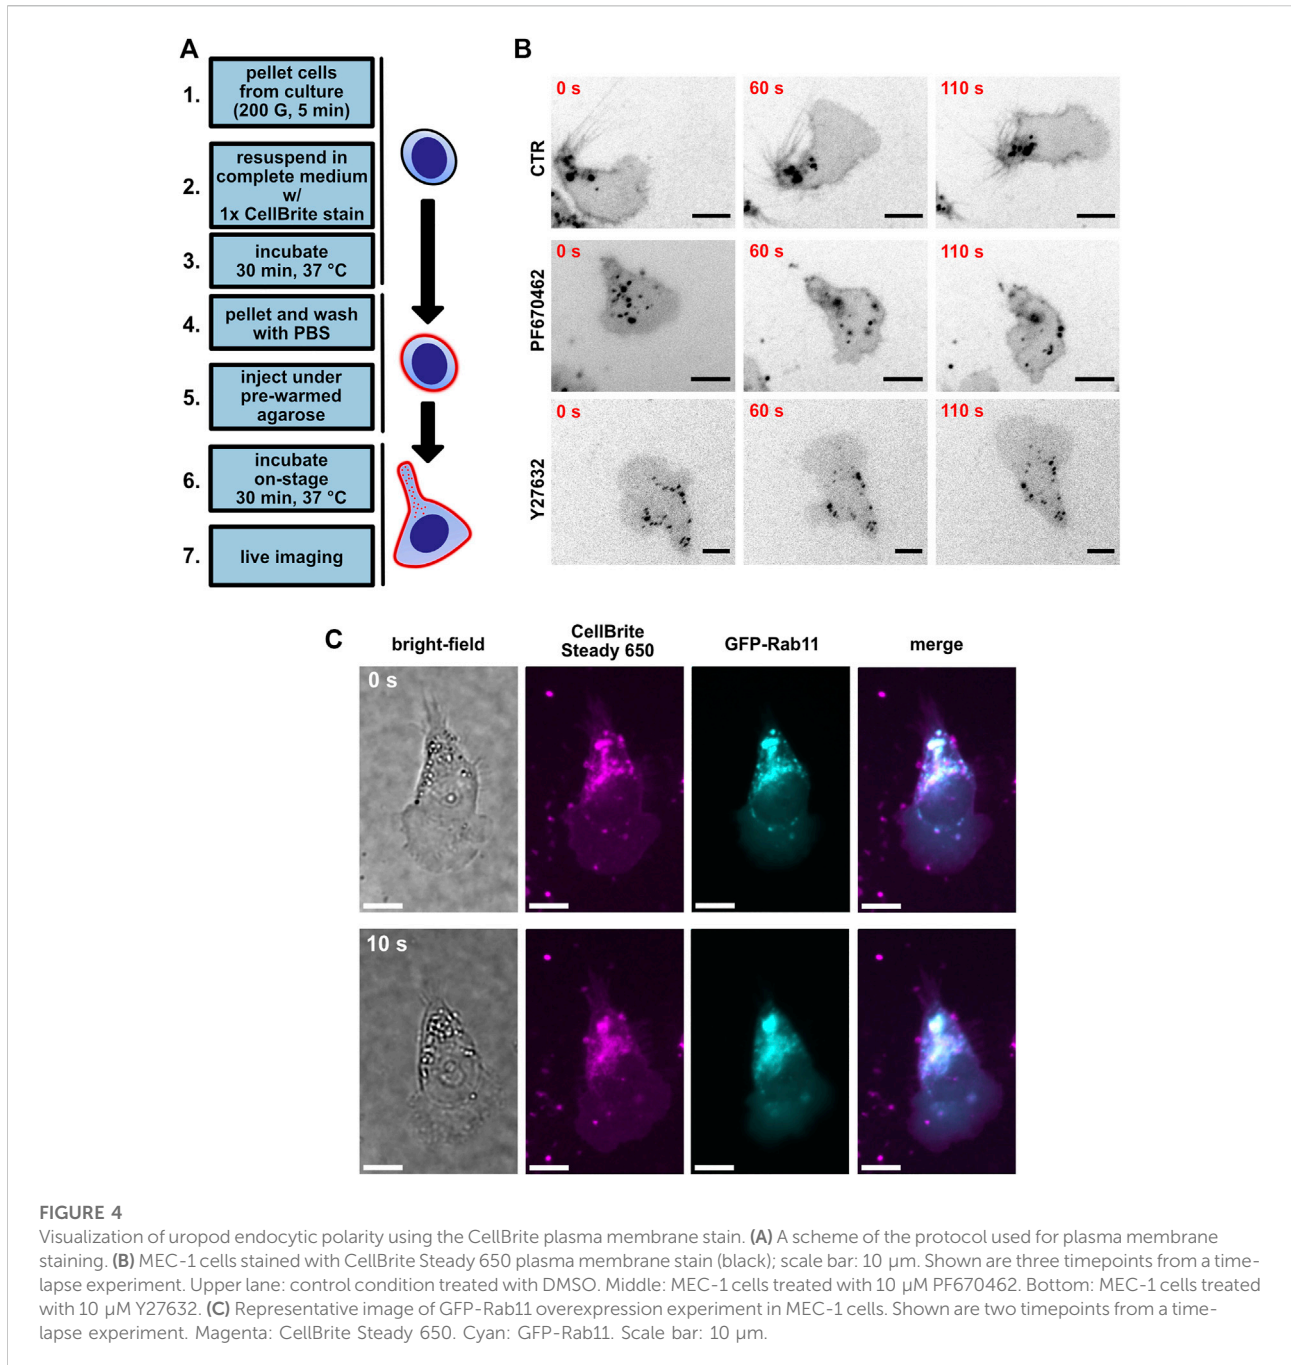 A
1.
pellet cells
from culture
(200 G, 5 min)
2.
resuspend in
complete medium
w/
1x CellBrite stain
3.
incubate
30 min, 37 °C
4.
pellet and wash
with PBS
5.
inject under
pre-warmed
agarose
6.
incubate
on-stage
30 min, 37 °C
7.
live imaging
B
CTR
0 s
60 s
110 s
PF670462
0 s
60 s
110 s
Y27632
0 s
60 s
110 s
C
bright-field
CellBrite
Steady 650
GFP-Rab11
merge
0 s
10 s
FIGURE 4
Visualization of uropod endocytic polarity using the CellBrite plasma membrane stain. (A) A scheme of the protocol used for plasma membrane
staining. (B) MEC-1 cells stained with CellBrite Steady 650 plasma membrane stain (black); scale bar: 10 µm. Shown are three timepoints from a time-
lapse experiment. Upper lane: control condition treated with DMSO. Middle: MEC-1 cells treated with 10 µM PF670462. Bottom: MEC-1 cells treated
with 10 µM Y27632. (C) Representative image of GFP-Rab11 overexpression experiment in MEC-1 cells. Shown are two timepoints from a time-
lapse experiment. Magenta: CellBrite Steady 650. Cyan: GFP-Rab11. Scale bar: 10 µm.